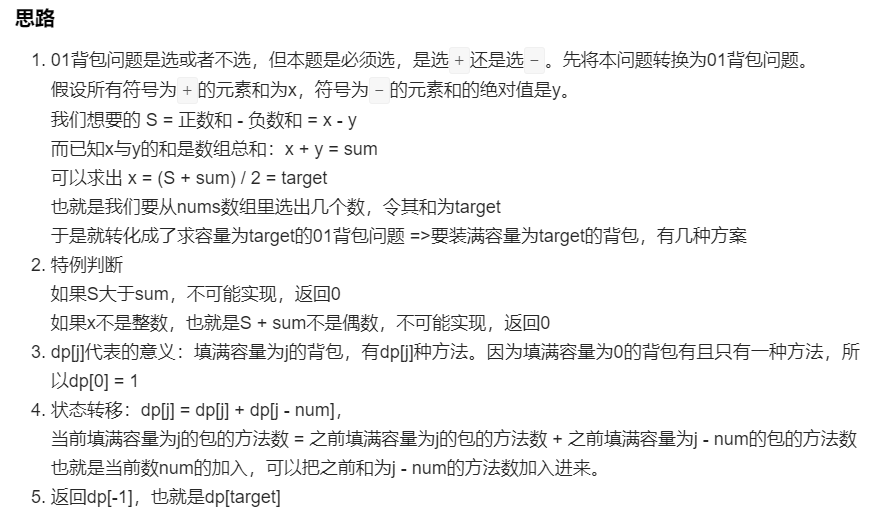 思路
1. 01背包问题是选或者不选，但本题是必须选，是选 + 还是选 - 。先将本问题转换为01背包问题。
假设所有符号为 + 的元素和为x，符号为 - 的元素和的绝对值是y。
我们想要的 S = 正数和 - 负数和 = x - y
而已知x与y的和是数组总和：x + y = sum
可以求出 x = (S + sum) / 2 = target
也就是我们要从nums数组里选出几个数，令其和为target
于是就转化成了求容量为target的01背包问题 =>要装满容量为target的背包，有几种方案
2. 特例判断
如果S大于sum，不可能实现，返回0
如果x不是整数，也就是S + sum不是偶数，不可能实现，返回0
3. dp[j]代表的意义：填满容量为j的背包，有dp[j]种方法。因为填满容量为0的背包有且只有一种方法，所
以dp[0] = 1
4. 状态转移：dp[j] = dp[j] + dp[j - num]，
当前填满容量为j的包的方法数 = 之前填满容量为j的包的方法数 + 之前填满容量为j - num的包的方法数
也就是当前数num的加入，可以把之前和为j - num的方法数加入进来。
5. 返回dp[-1]，也就是dp[target]